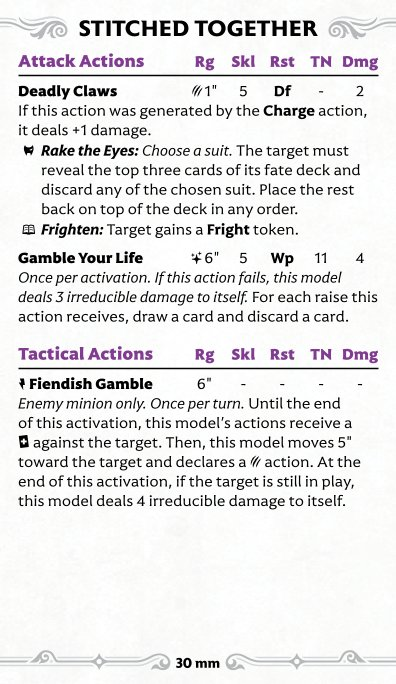 STITCHED TOGETHER
Attack Actions Rg Skl Rst TN Dmg
Deadly Claws 1" 5 Df - 2
If this action was generated by the Charge action,
it deals +1 damage.
Rake the Eyes: Choose a suit. The target must
reveal the top three cards of its fate deck and
discard any of the chosen suit. Place the rest
back on top of the deck in any order.
Frighten: Target gains a Fright token.
Gamble Your Life 6" 5 Wp 11 4
Once per activation. If this action fails, this model
deals 3 irreducible damage to itself. For each raise this
action receives, draw a card and discard a card.
Tactical Actions Rg Skl Rst TN Dmg
Fiendish Gamble 6" - - - -
Enemy minion only. Once per turn. Until the end
of this activation, this model's actions receive a
against the target. Then, this model moves 5"
toward the target and declares a action. At the
end of this activation, if the target is still in play,
this model deals 4 irreducible damage to itself.
30 mm